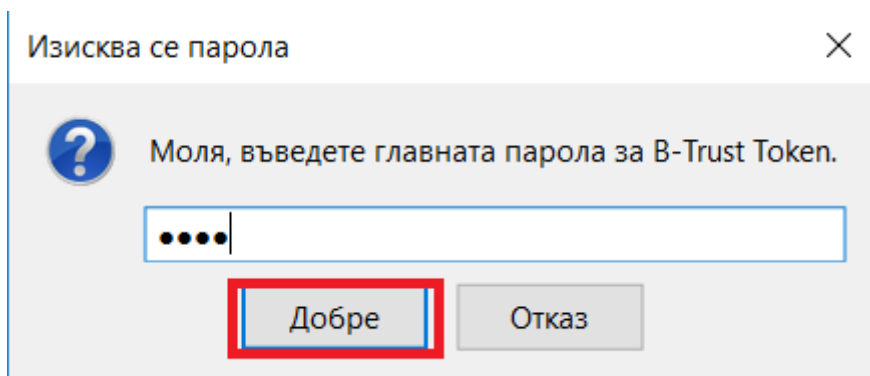 Изисква се парола
Моля, въведете главната парола за B-Trust Token.
••••
Добре
Отказ